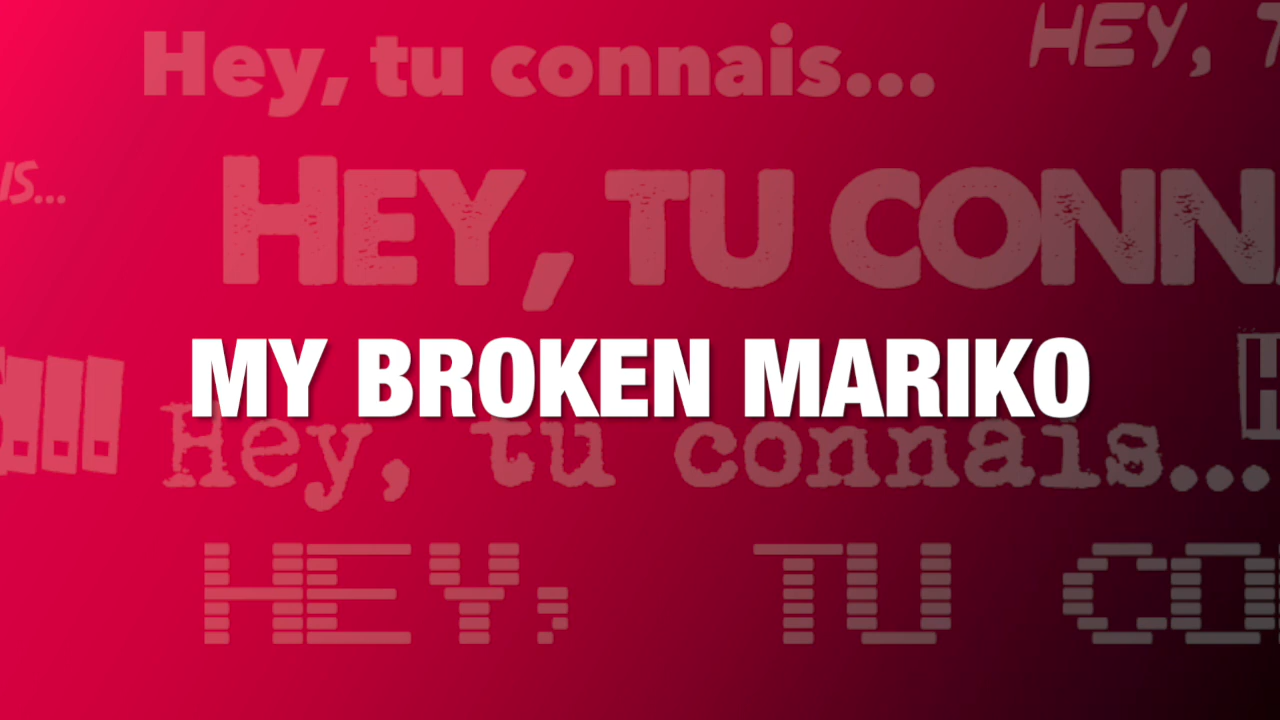 Hey, tu connais...
HEY, T
IS...
HEY, TU CONN
MY BROKEN MARIKO
Hey, tu connais...
HEY, TU CO